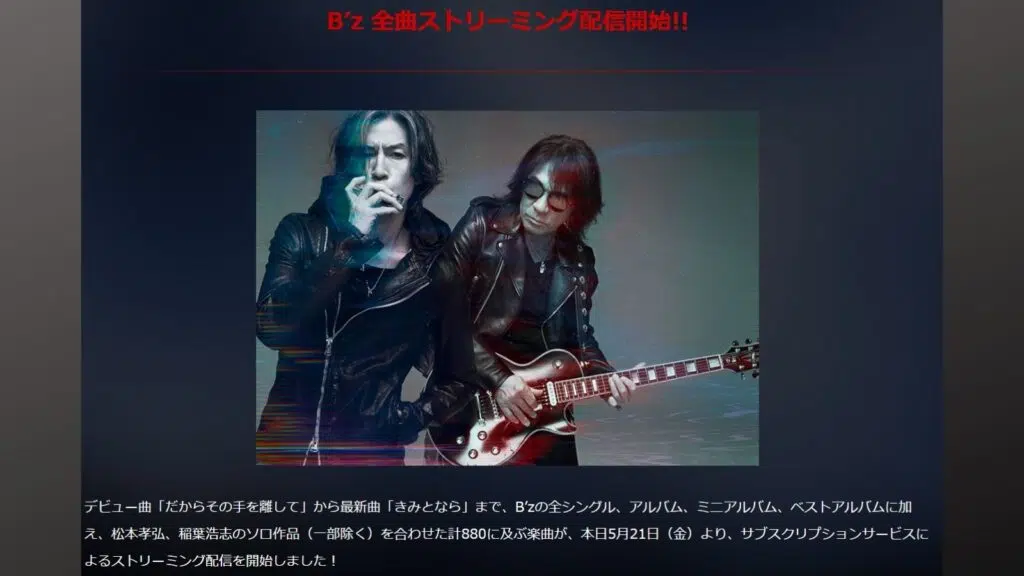 B’z 全曲ストリーミング配信開始!!
デビュー曲「だからその手を離して」から最新曲「きみとなら」まで、B’zの全シングル、アルバム、ミニアルバム、ベストアルバムに加
え、松本孝弘、稲葉浩志のソロ作品（一部除く）を合わせた計880に及ぶ楽曲が、本日5月21日（金）より、サブスクリプションサービスに
よるストリーミング配信を開始しました！